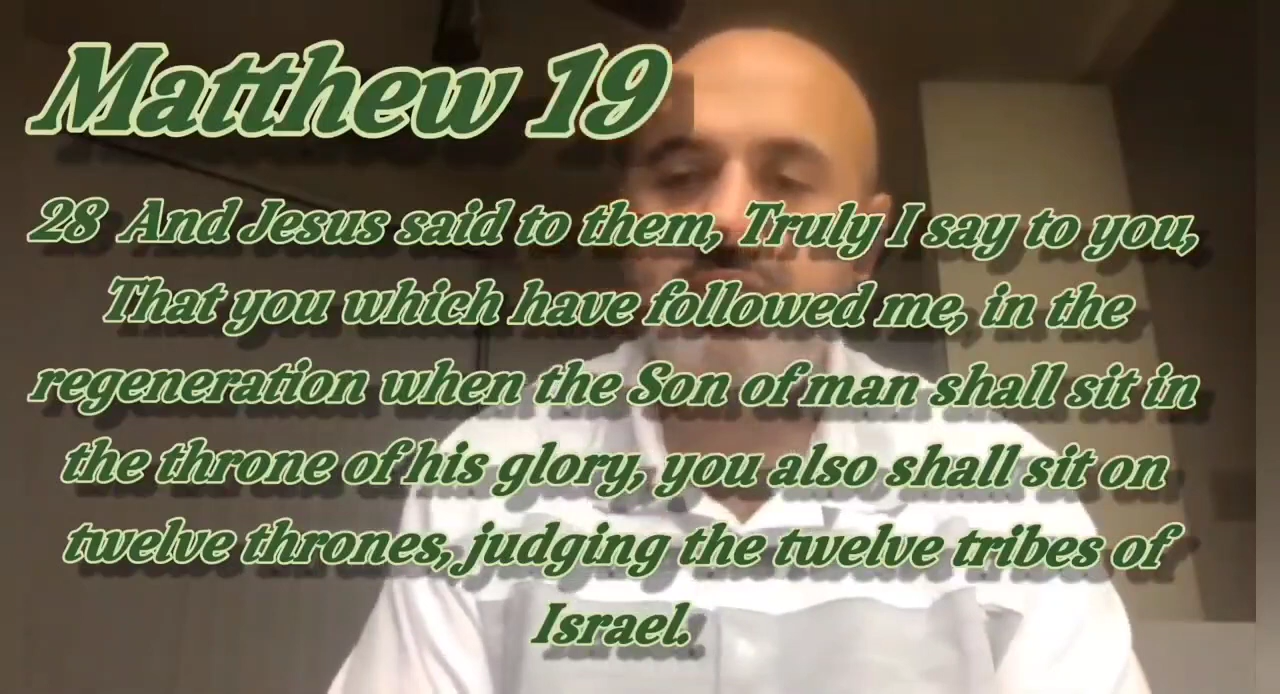 Matthew 19
28 And Jesus said to them, Truly I say to you,
That you which have followed me, in the
regeneration when the Son of man shall sit in
the throne of his glory, you also shall sit on
twelve thrones, judging the twelve tribes of
Israel.